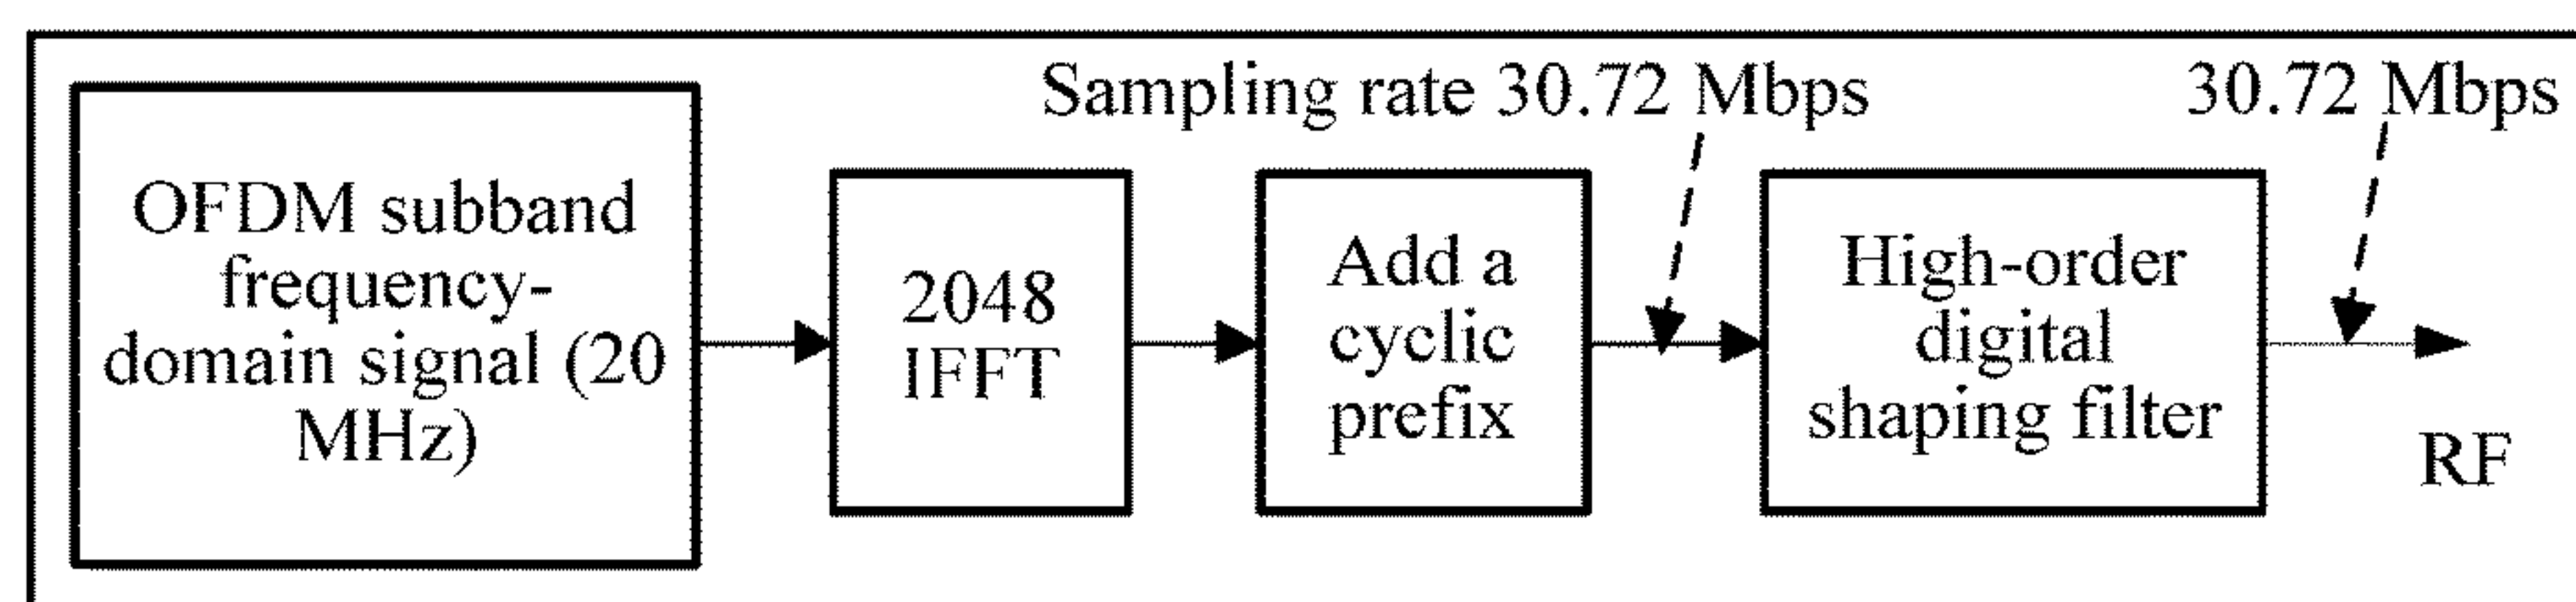 Sampling rate 30.72 Mbps
30.72 Mbps
OFDM subband
frequency-
domain signal (20
MHz)
2048
IFFT
Add a
cyclic
prefix
High-order
digital
shaping filter
RF